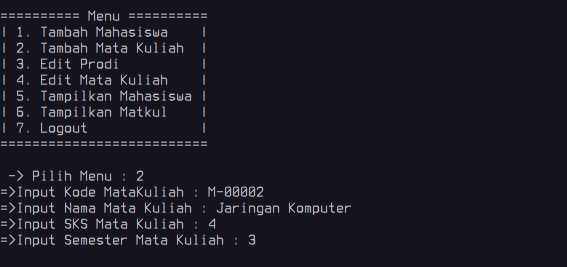 ========== Menu ==========
| 1. Tambah Mahasiswa    |
| 2. Tambah Mata Kuliah  |
| 3. Edit Prodi          |
| 4. Edit Mata Kuliah    |
| 5. Tampilkan Mahasiswa |
| 6. Tampilkan Matkul    |
| 7. Logout              |
==========================
-> Pilih Menu : 2
=>Input Kode MataKuliah : M-00002
=>Input Nama Mata Kuliah : Jaringan Komputer
=>Input SKS Mata Kuliah : 4
=>Input Semester Mata Kuliah : 3